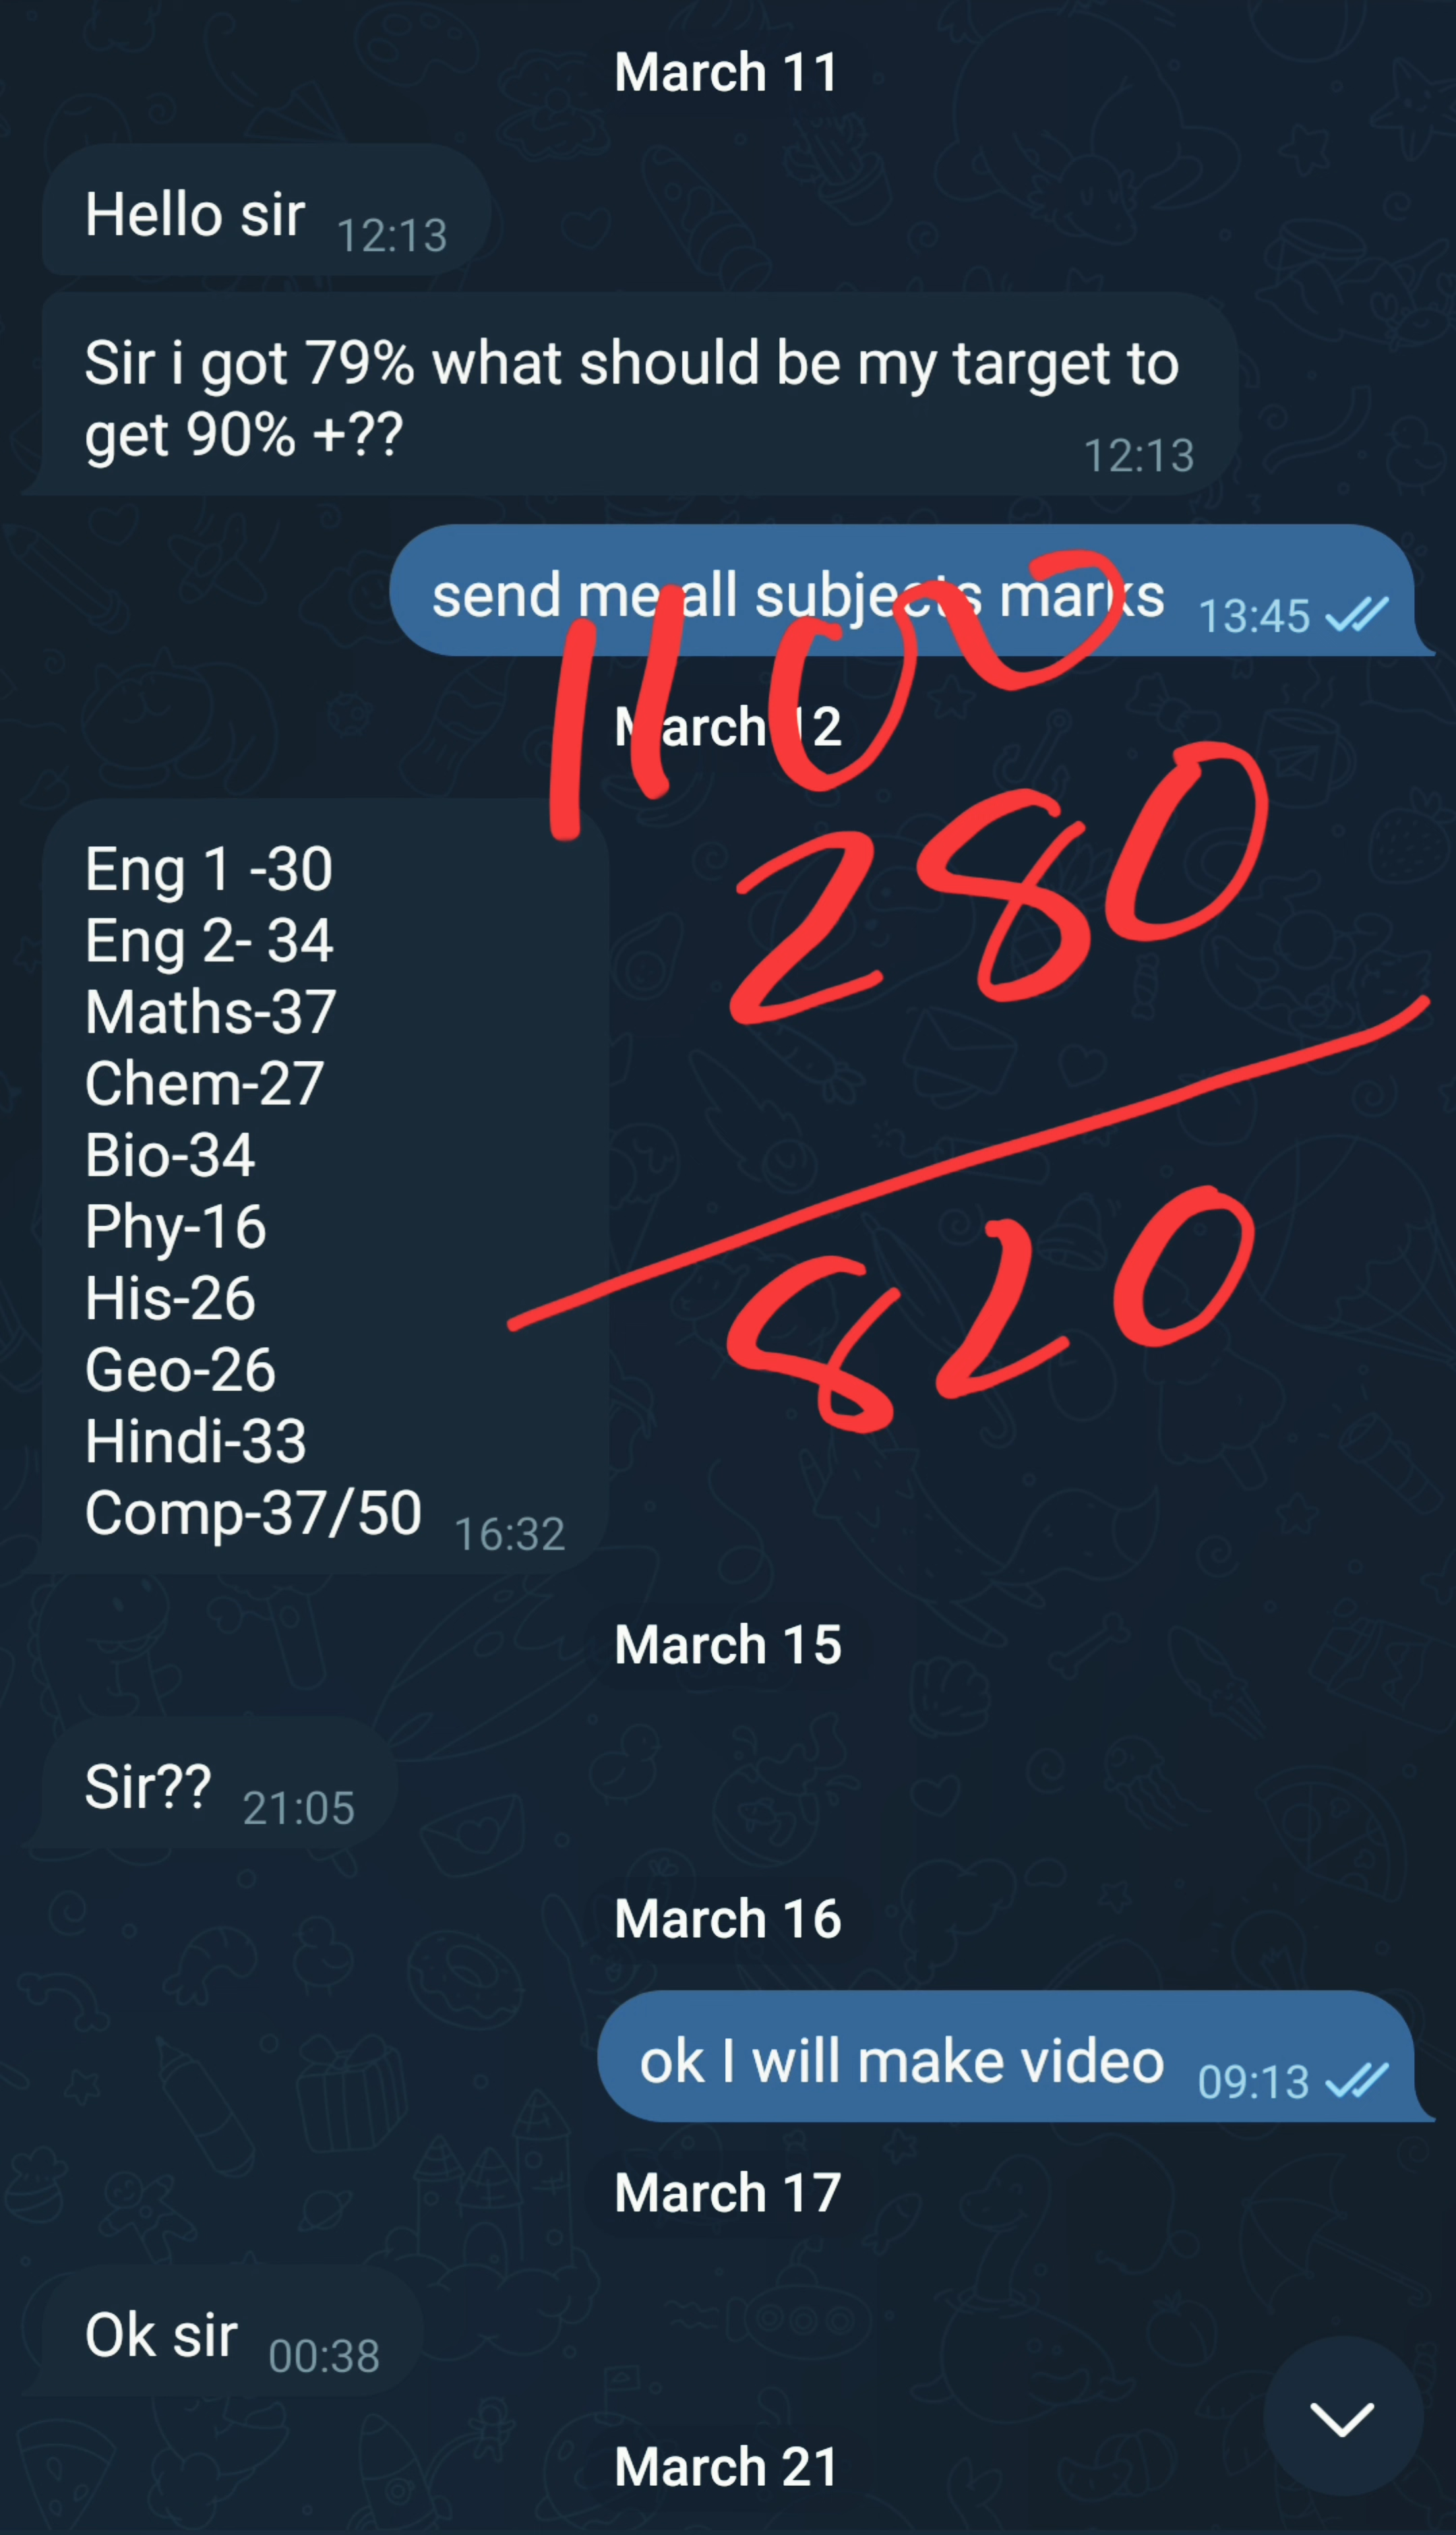 March 11
Hello sir 12:13
Sir i got 79% what should be my target to
get 90% +??
12:13
send me all subjects marks 13:45
1100
March 12
280
Eng 1 -30
Eng 2- 34
Maths-37
Chem-27
Bio-34
Phy-16
His-26
820
Geo-26
Hindi-33
Comp-37/50 16:32
March 15
Sir?? 21:05
March 16
ok I will make video 09:13
March 17
Ok sir 00:38
March 21